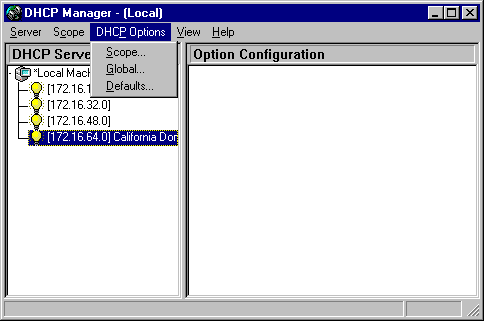 DHCP Manager - (Local)
Server Scope DHCP Options View Help
DHCP Serve
Option Configuration
Scope...
Global...
Defaults...
*Local Mach
[172.16.1
[172.16.32.0]
[172.16.48.0]
[172.16.64.0] California Dor